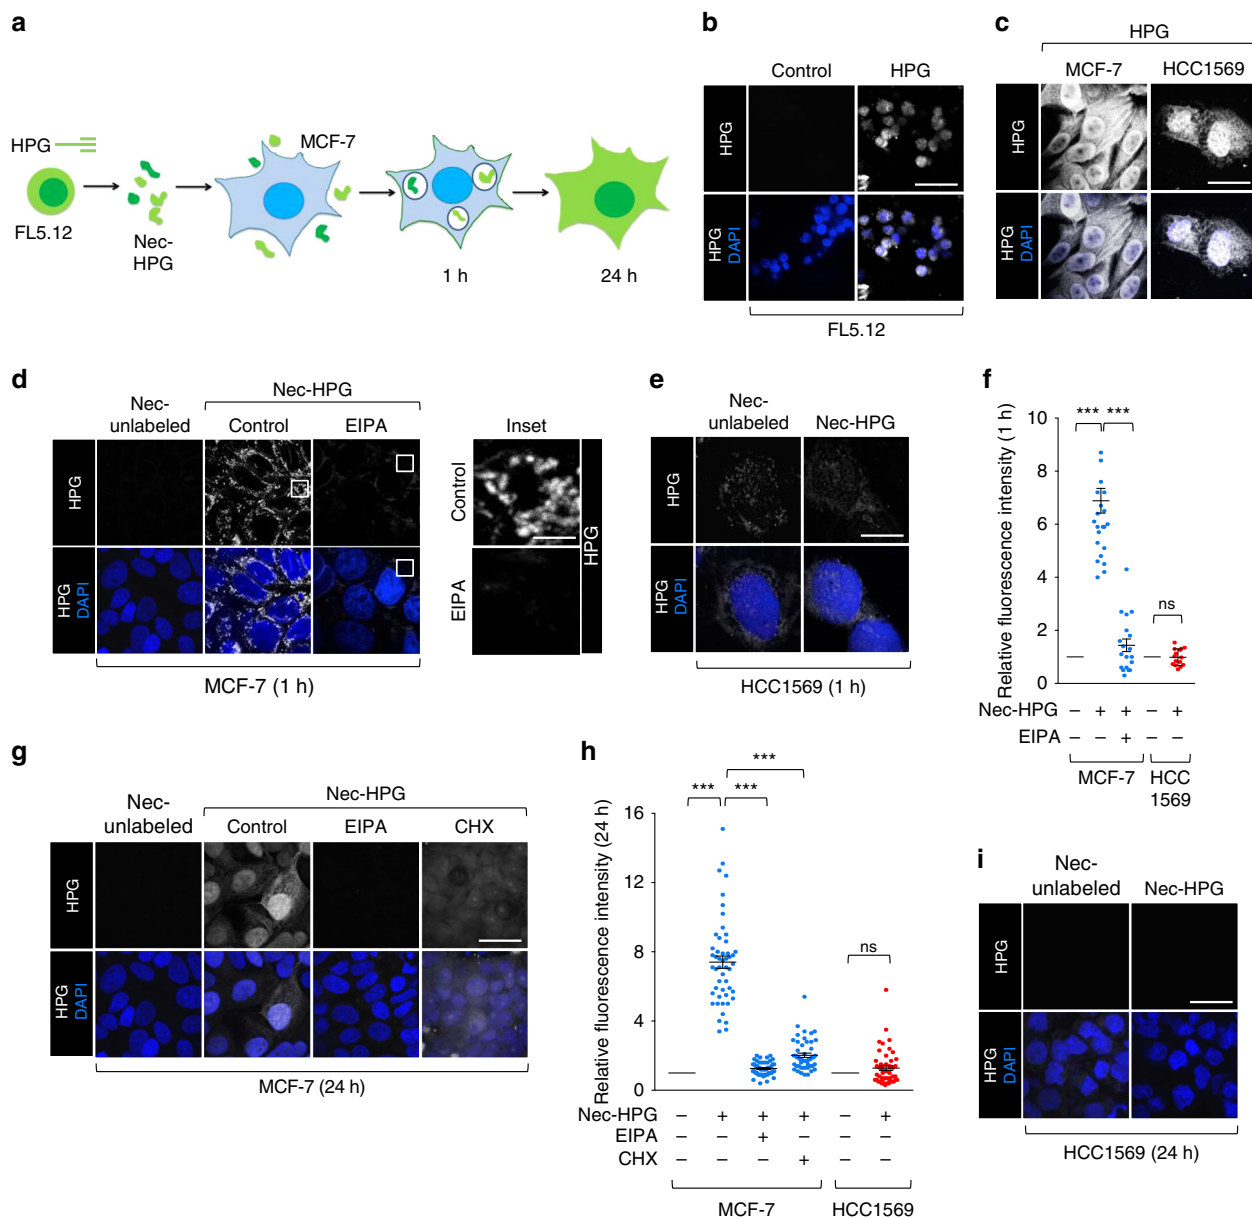 a
HPG
FL5.12
Nec-
HPG
MCF-7
1 h
24 h
b
Control
HPG
HPG
HPG
DAPI
FL5.12
c
HPG
MCF-7
HCC1569
HPG
HPG
DAPI
d
Nec-HPG
Nec-
unlabeled
Control
EIPA
HPG
HPG
DAPI
MCF-7 (1 h)
Inset
Control
EIPA
HPG
e
Nec-
unlabeled
Nec-HPG
HPG
HPG
DAPI
HCC1569 (1 h)
f
Relative fluorescence intensity (1 h)
10
8
6
4
2
0
*** ***
ns
Nec-HPG – + + – +
EIPA – – + – –
MCF-7
HCC
1569
g
Nec-HPG
Nec-
unlabeled
Control
EIPA
CHX
HPG
HPG
DAPI
MCF-7 (24 h)
h
Relative fluorescence intensity (24 h)
16
12
8
4
0
***
*** ***
ns
Nec-HPG – + + + – +
EIPA – – + – – –
CHX – – – + – –
MCF-7
HCC1569
i
Nec-
unlabeled
Nec-HPG
HPG
HPG
DAPI
HCC1569 (24 h)